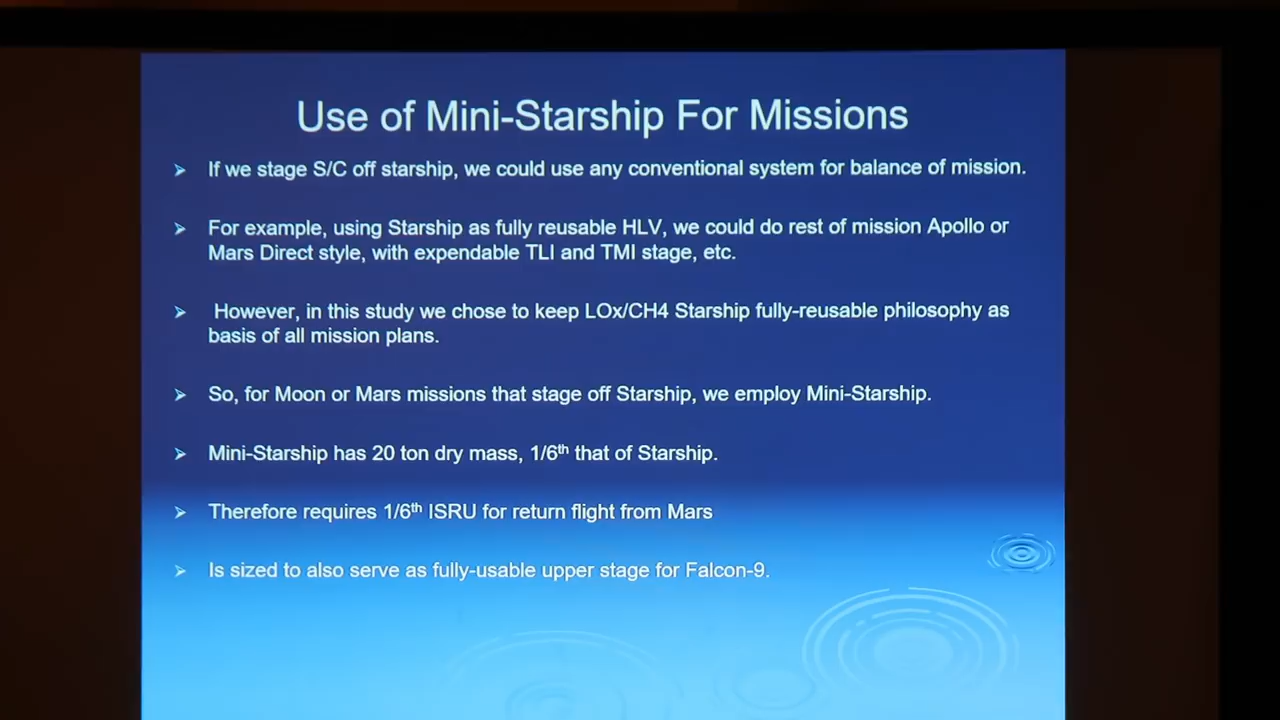 Use of Mini-Starship For Missions
➢ If we stage S/C off starship, we could use any conventional system for balance of mission.
➢ For example, using Starship as fully reusable HLV, we could do rest of mission Apollo or
Mars Direct style, with expendable TLI and TMI stage, etc.
➢ However, in this study we chose to keep LOx/CH4 Starship fully-reusable philosophy as
basis of all mission plans.
➢ So, for Moon or Mars missions that stage off Starship, we employ Mini-Starship.
➢ Mini-Starship has 20 ton dry mass, 1/6th that of Starship.
➢ Therefore requires 1/6th ISRU for return flight from Mars
➢ Is sized to also serve as fully-usable upper stage for Falcon-9.